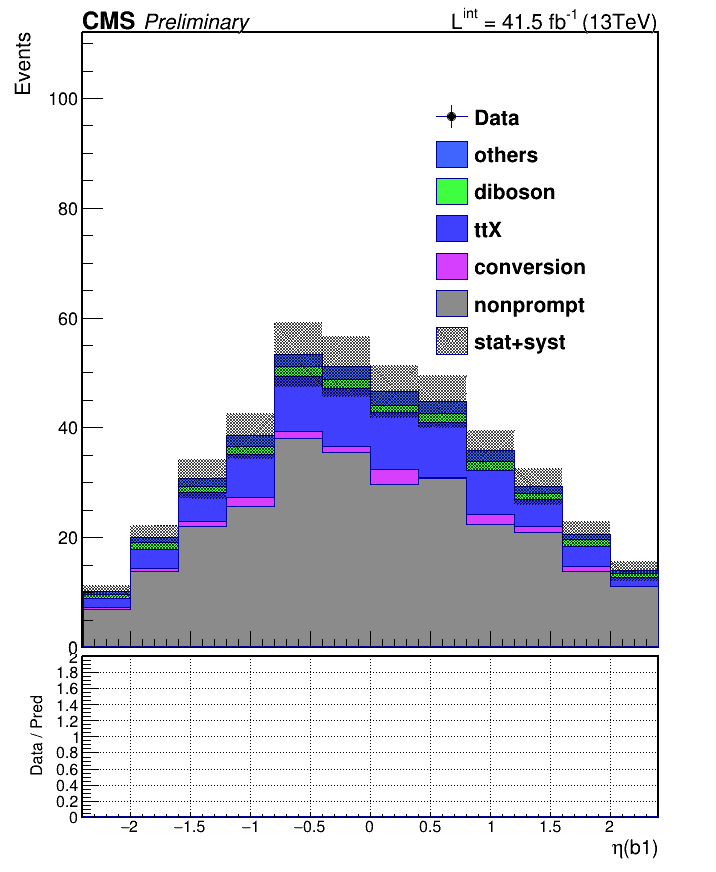 CMS Preliminary L^int = 41.5 fb^-1 (13TeV)
Events
100
80
60
40
20
0
Data
others
diboson
ttX
conversion
nonprompt
stat+syst
Data / Pred
2
1.8
1.6
1.4
1.2
1
0.8
0.6
0.4
0.2
0
−2 −1.5 −1 −0.5 0 0.5 1 1.5 2
η(b1)